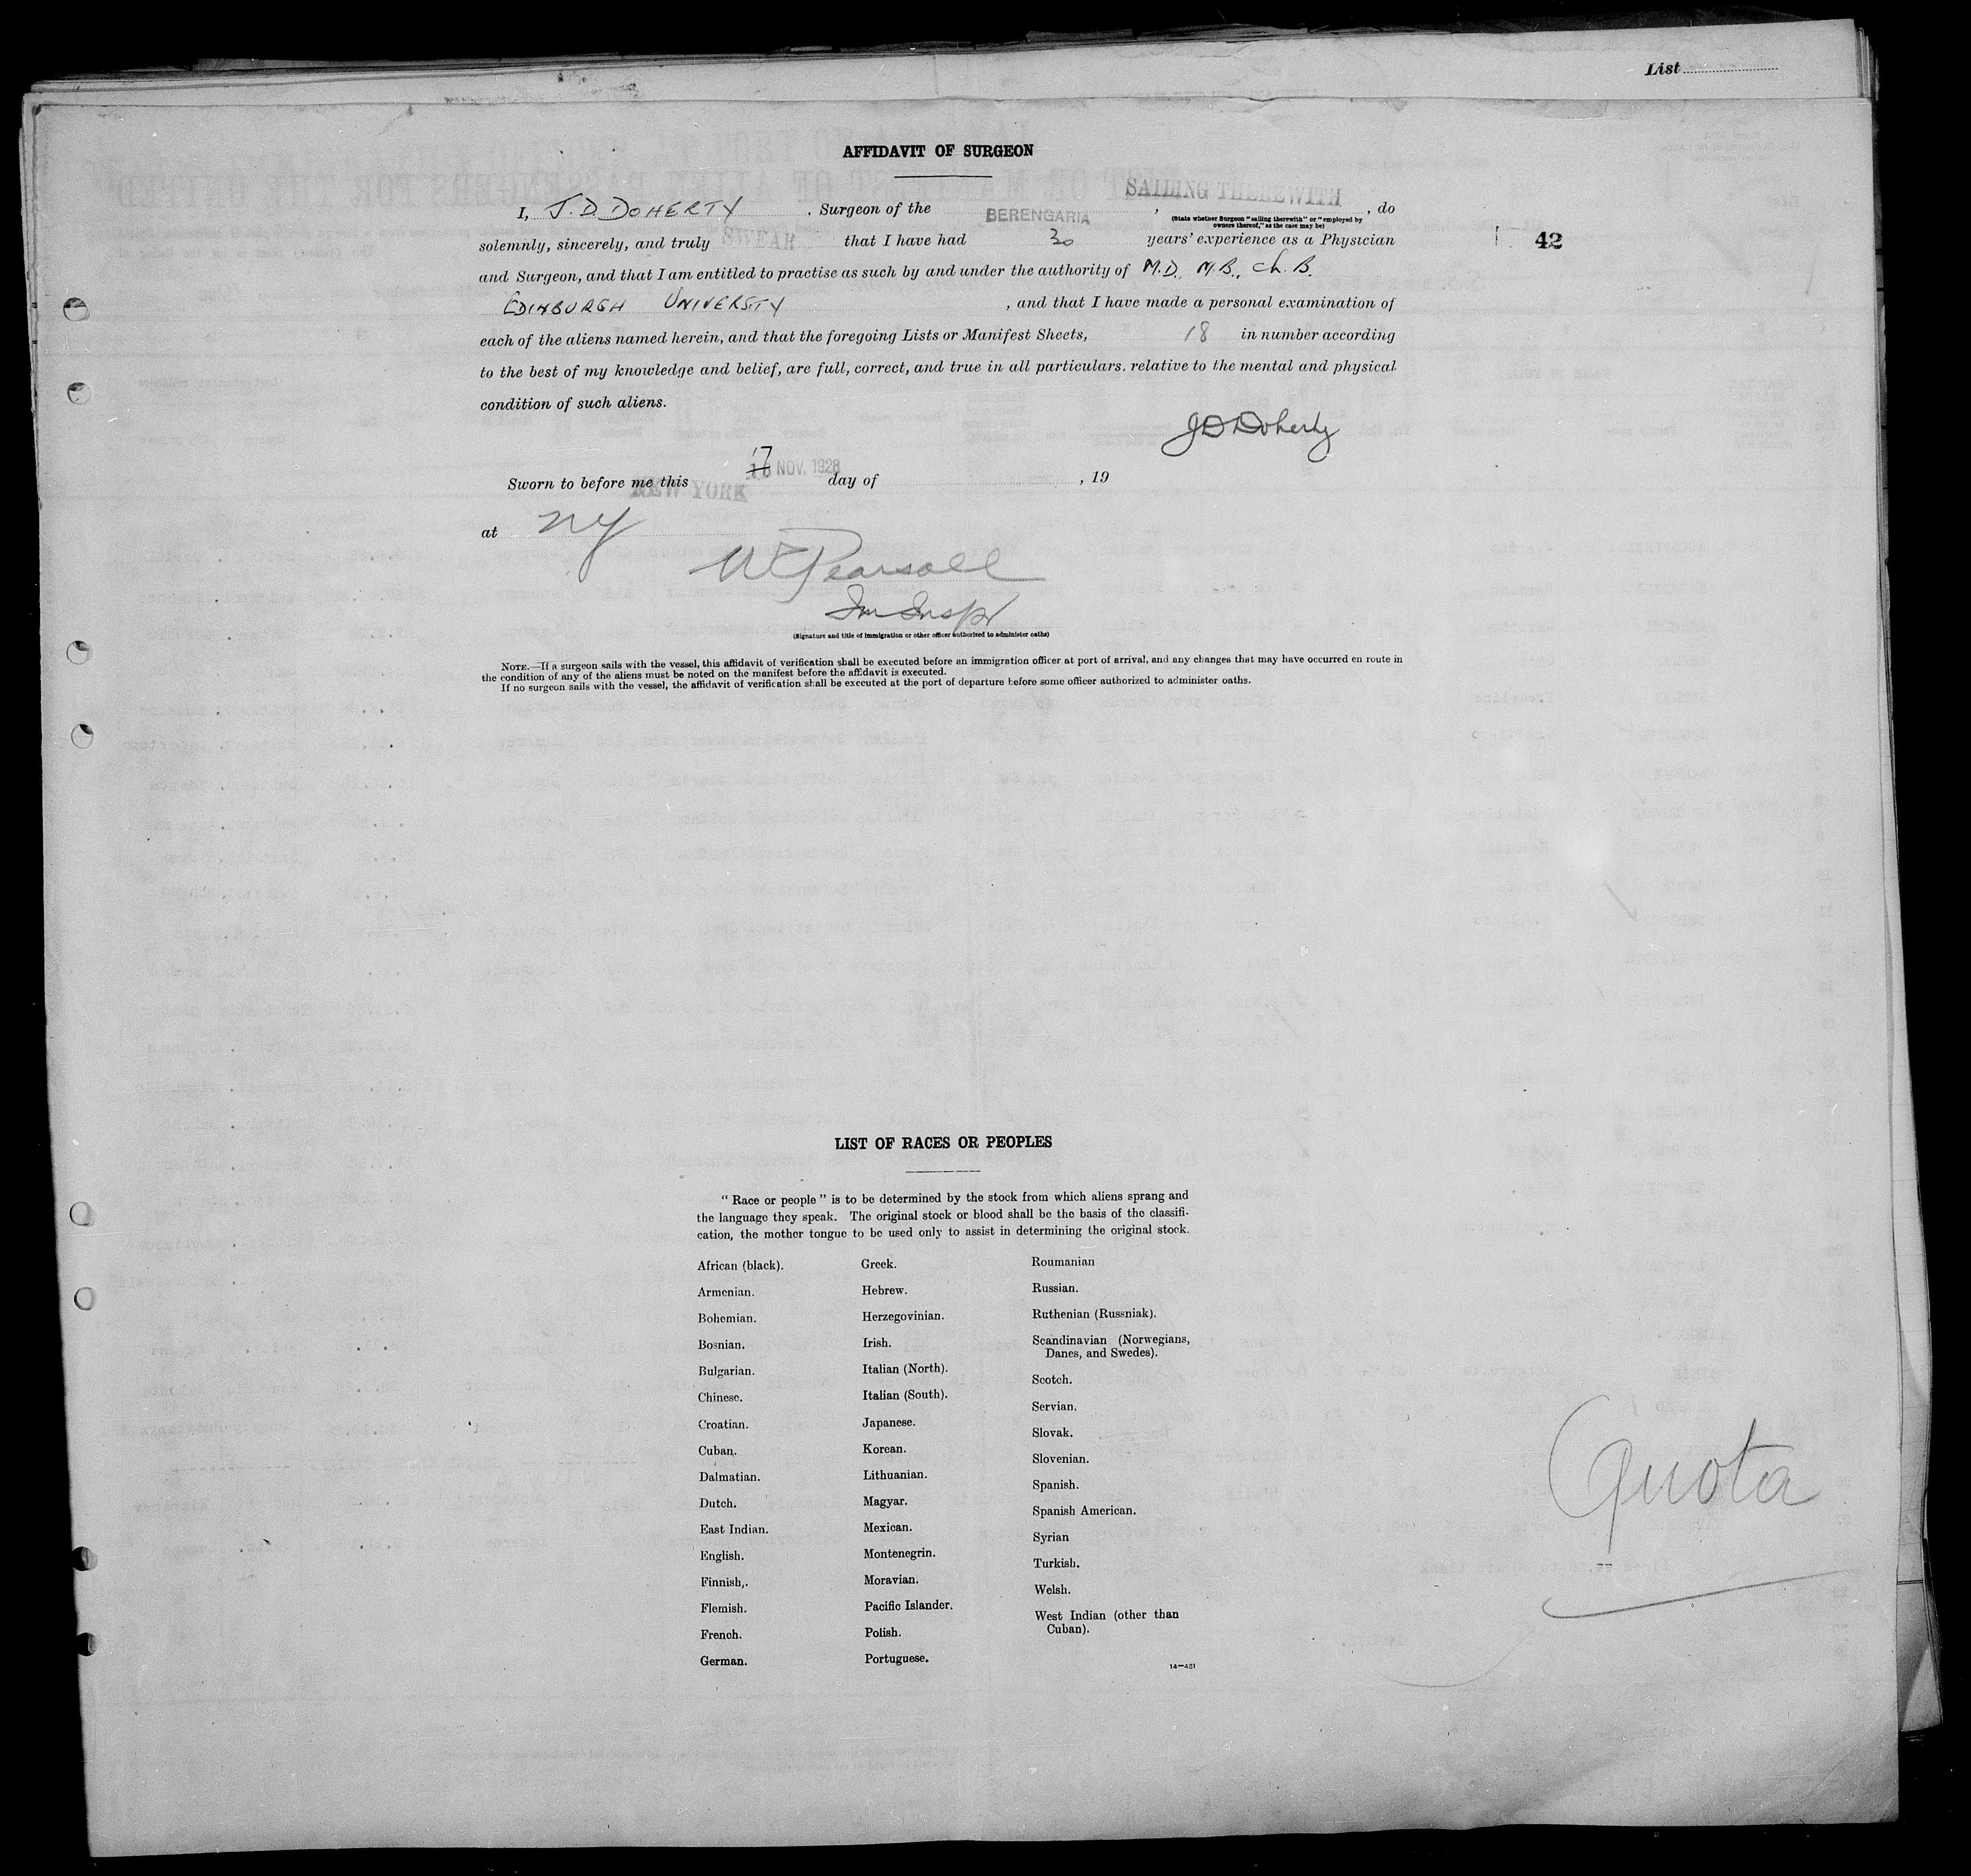 List
AFFIDAVIT OF SURGEON
SAILING THEREWITH
I, J. D. DOHERTY, Surgeon of the BERENGARIA, , do
(State whether Surgeon "sailing therewith" or "employed by
owners thereof," as the case may be)
solemnly, sincerely, and truly SWEAR that I have had 30 years' experience as a Physician
42
and Surgeon, and that I am entitled to practise as such by and under the authority of M.D., M.B., Ch. B.
EDINBURGH UNIVERSITY , and that I have made a personal examination of
each of the aliens named herein, and that the foregoing Lists or Manifest Sheets, 18 in number according
to the best of my knowledge and belief, are full, correct, and true in all particulars, relative to the mental and physical
condition of such aliens.
JDDoherty
17
16 NOV. 1928
Sworn to before me this day of , 19
NEW YORK
at NY
W Pearsall
Im Inspr
(Signature and title of immigration or other officer authorized to administer oaths)
NOTE.—If a surgeon sails with the vessel, this affidavit of verification shall be executed before an immigration officer at port of arrival, and any changes that may have occurred en route in
the condition of any of the aliens must be noted on the manifest before the affidavit is executed.
If no surgeon sails with the vessel, the affidavit of verification shall be executed at the port of departure before some officer authorized to administer oaths.
LIST OF RACES OR PEOPLES
" Race or people " is to be determined by the stock from which aliens sprang and
the language they speak. The original stock or blood shall be the basis of the classifi-
cation, the mother tongue to be used only to assist in determining the original stock.
African (black).
Armenian.
Bohemian.
Bosnian.
Bulgarian.
Chinese.
Croatian.
Cuban.
Dalmatian.
Dutch.
East Indian.
English.
Finnish.
Flemish.
French.
German.
Greek.
Hebrew.
Herzegovinian.
Irish.
Italian (North).
Italian (South).
Japanese.
Korean.
Lithuanian.
Magyar.
Mexican.
Montenegrin.
Moravian.
Pacific Islander.
Polish.
Portuguese.
Roumanian
Russian.
Ruthenian (Russniak).
Scandinavian (Norwegians,
Danes, and Swedes).
Scotch.
Servian.
Slovak.
Slovenian.
Spanish.
Spanish American.
Syrian
Turkish.
Welsh.
West Indian (other than
Cuban).
14—431
Quota